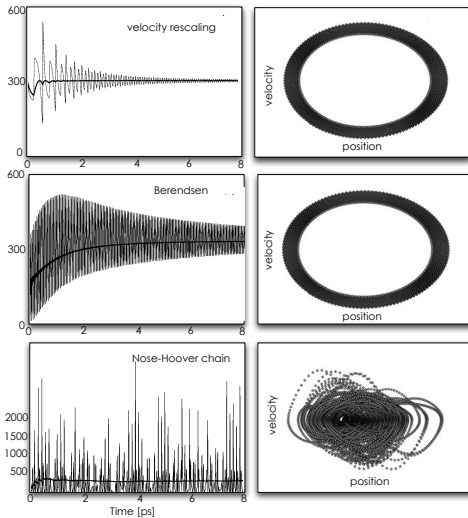 600
velocity rescaling
300
0
0 2 4 6 8
velocity
position
600
Berendsen
300
0
0 2 4 6 8
velocity
position
Nose-Hoover chain
2000
1500
1000
500
0 2 4 6 8
Time [ps]
velocity
position